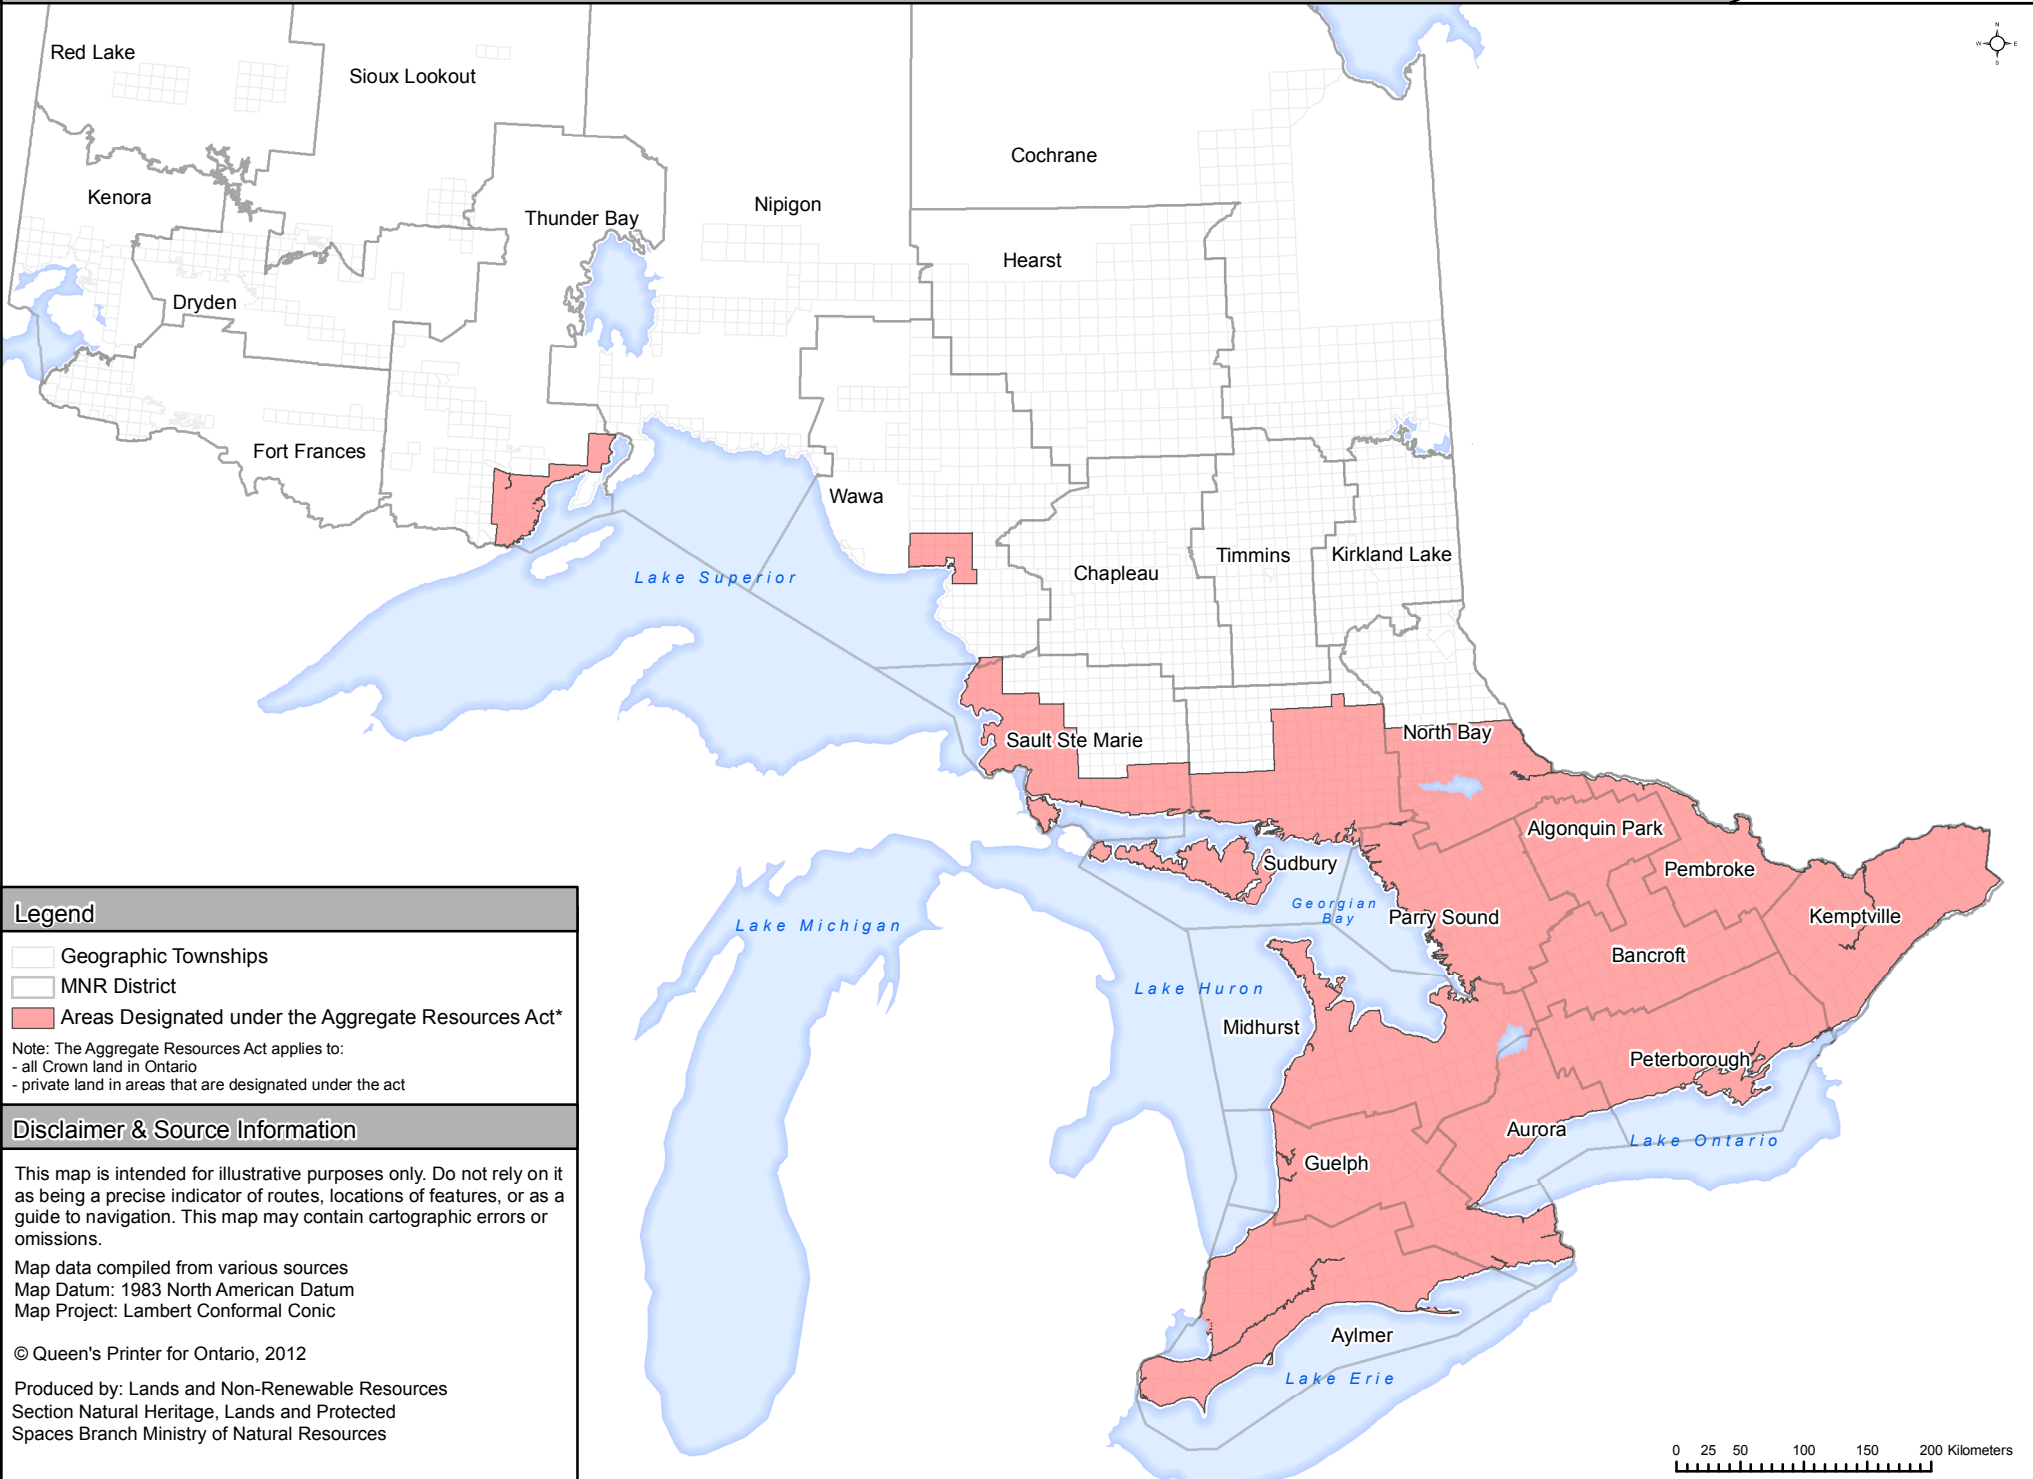 N
W E
S
Red Lake
Sioux Lookout
Cochrane
Kenora
Nipigon
Thunder Bay
Hearst
Dryden
Fort Frances
Wawa
Timmins
Kirkland Lake
Chapleau
Lake Superior
North Bay
Sault Ste Marie
Algonquin Park
Sudbury
Pembroke
Georgian
Bay
Parry Sound
Kemptville
Lake Michigan
Bancroft
Lake Huron
Midhurst
Peterborough
Aurora
Lake Ontario
Guelph
Aylmer
Lake Erie
Legend
Geographic Townships
MNR District
Areas Designated under the Aggregate Resources Act*
Note: The Aggregate Resources Act applies to:
- all Crown land in Ontario
- private land in areas that are designated under the act
Disclaimer & Source Information
This map is intended for illustrative purposes only. Do not rely on it
as being a precise indicator of routes, locations of features, or as a
guide to navigation. This map may contain cartographic errors or
omissions.
Map data compiled from various sources
Map Datum: 1983 North American Datum
Map Project: Lambert Conformal Conic
© Queen's Printer for Ontario, 2012
Produced by: Lands and Non-Renewable Resources
Section Natural Heritage, Lands and Protected
Spaces Branch Ministry of Natural Resources
0 25 50 100 150 200 Kilometers